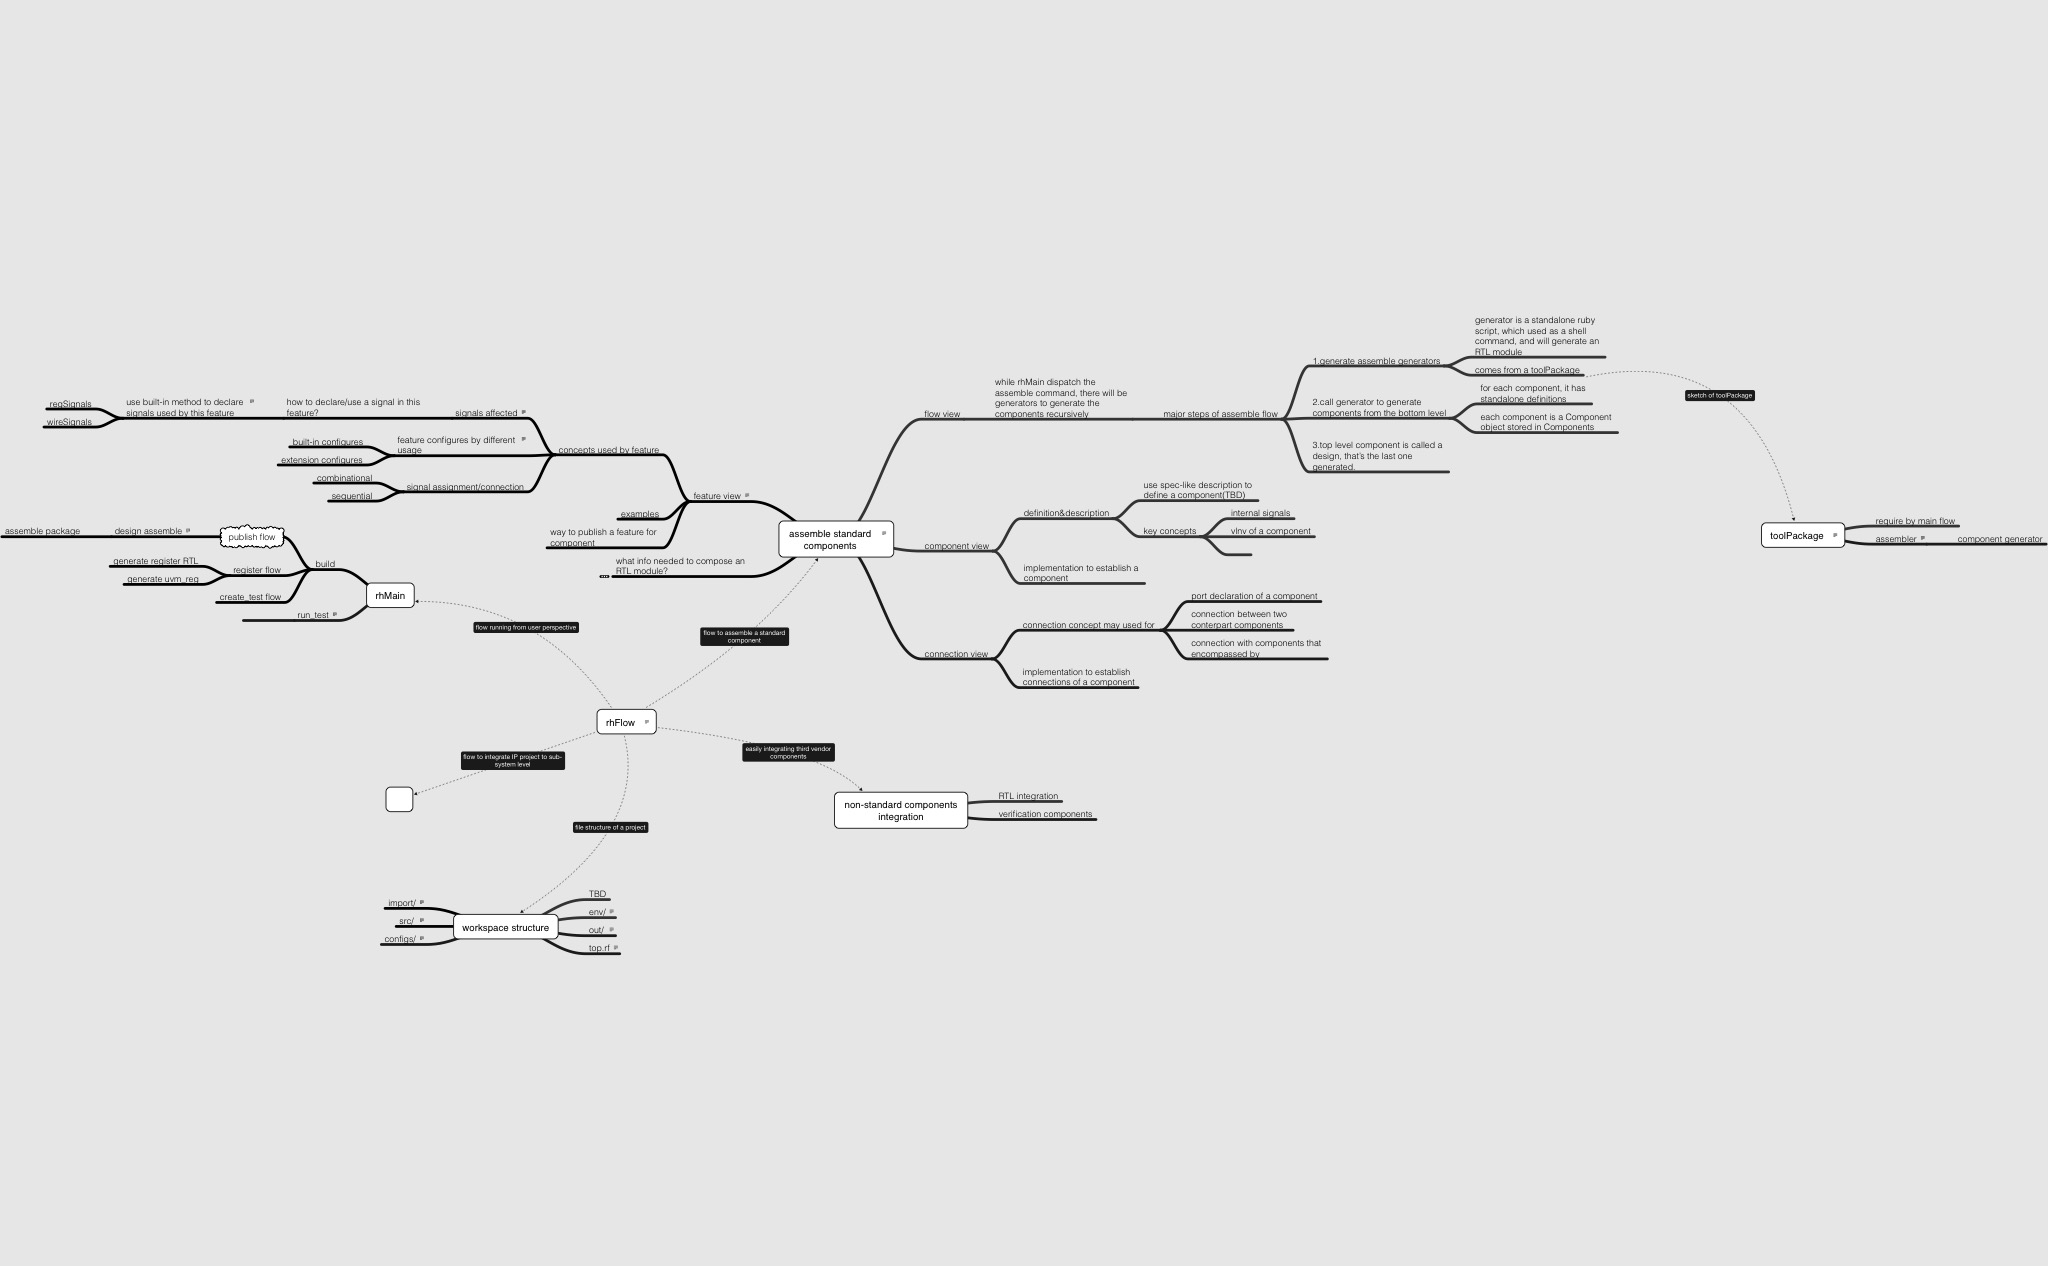 generator is a standalone ruby
script, which used as a shell
command, and will generate an
RTL module
1.generate assemble generators
comes from a toolPackage
while rhMain dispatch the
assemble command, there will be
generators to generate the
components recursively
flow view
major steps of assemble flow
2.call generator to generate
components from the bottom level
for each component, it has
standalone definitions
each component is a Component
object stored in Components
3.top level component is called a
design, that's the last one
generated.
sketch of toolPackage
regSignals
wireSignals
use built-in method to declare
signals used by this feature
how to declare/use a signal in this
feature?
signals affected
built-in configures
extension configures
feature configures by different
usage
concepts used by feature
combinational
sequential
signal assignment/connection
feature view
examples
way to publish a feature for
component
what info needed to compose an
RTL module?
assemble standard
components
use spec-like description to
define a component(TBD)
definition&description
key concepts
internal signals
vlnv of a component
component view
implementation to establish a
component
port declaration of a component
connection concept may used for
connection between two
conterpart components
connection with components that
encompassed by
connection view
implementation to establish
connections of a component
toolPackage
require by main flow
assembler
component generator
assemble package
design assemble
publish flow
generate register RTL
generate uvm_reg
register flow
build
create_test flow
run_test
rhMain
flow running from user perspective
flow to assemble a standard
component
rhFlow
flow to integrate IP project to sub-
system level
easily integrating third vendor
components
non-standard components
integration
RTL integration
verification components
file structure of a project
import/
src/
configs/
workspace structure
TBD
env/
out/
top.rf